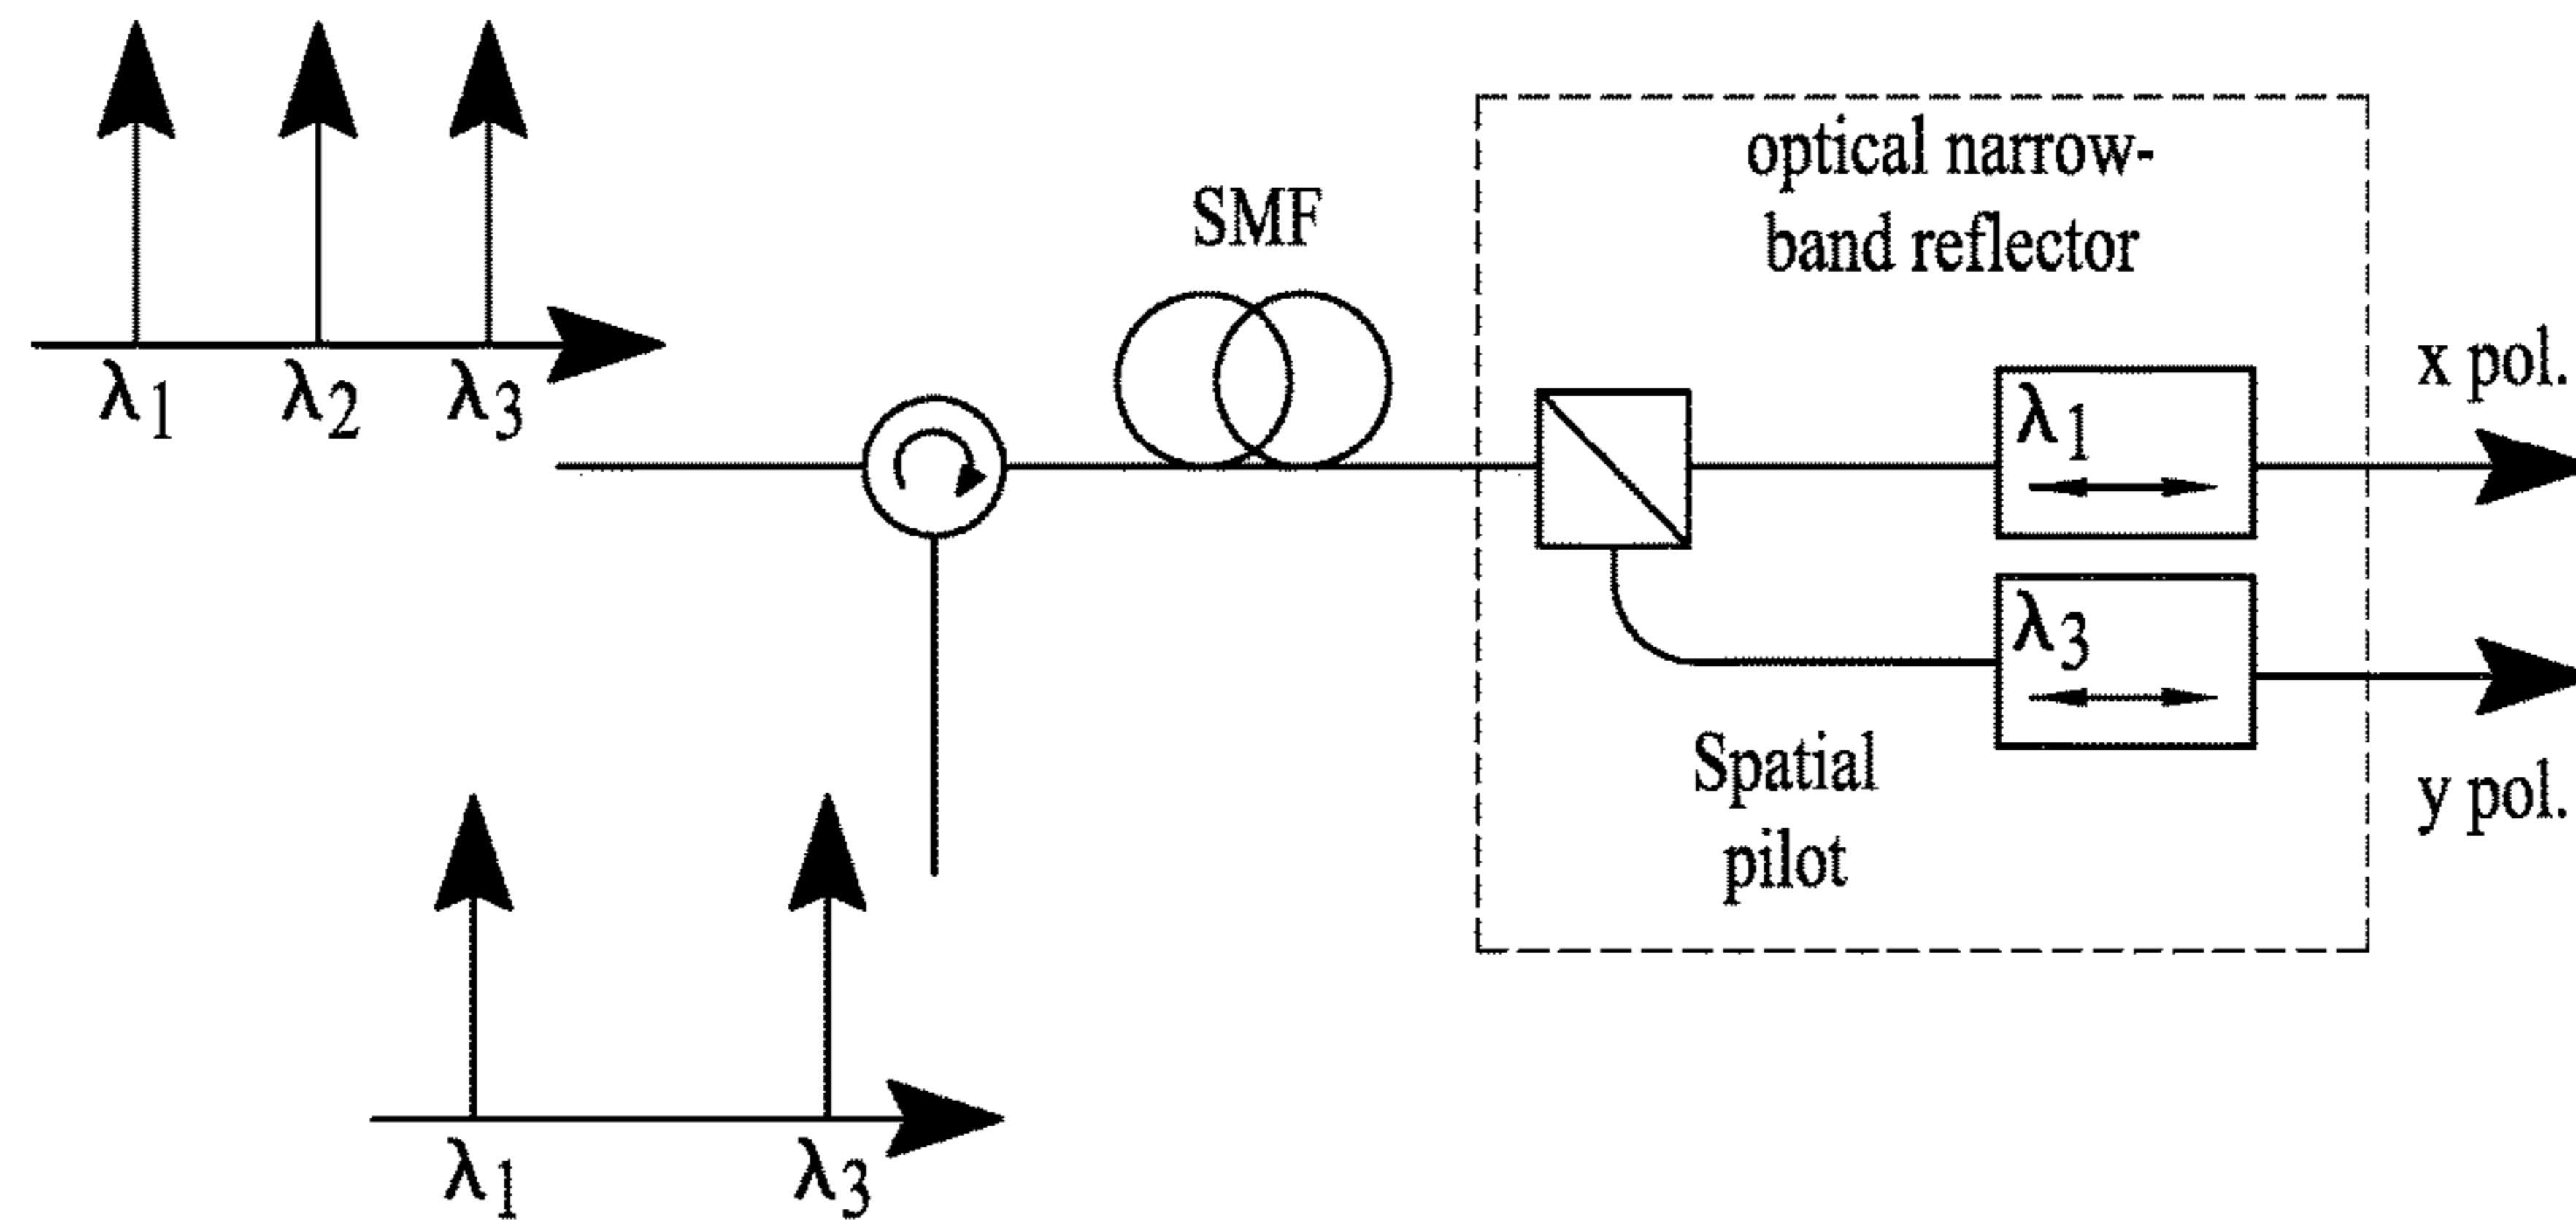 λ1 λ2 λ3
SMF
optical narrow-
band reflector
x pol.
λ1
λ3
Spatial
pilot
y pol.
λ1 λ3